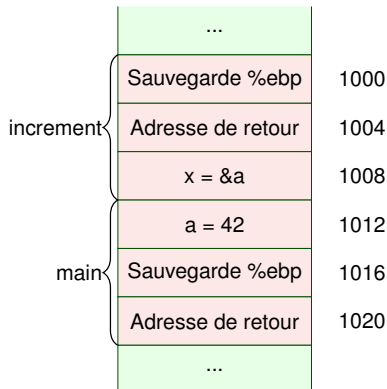 ...
Sauvegarde %ebp 1000
increment Adresse de retour 1004
x = &a 1008
a = 42 1012
main Sauvegarde %ebp 1016
Adresse de retour 1020
...